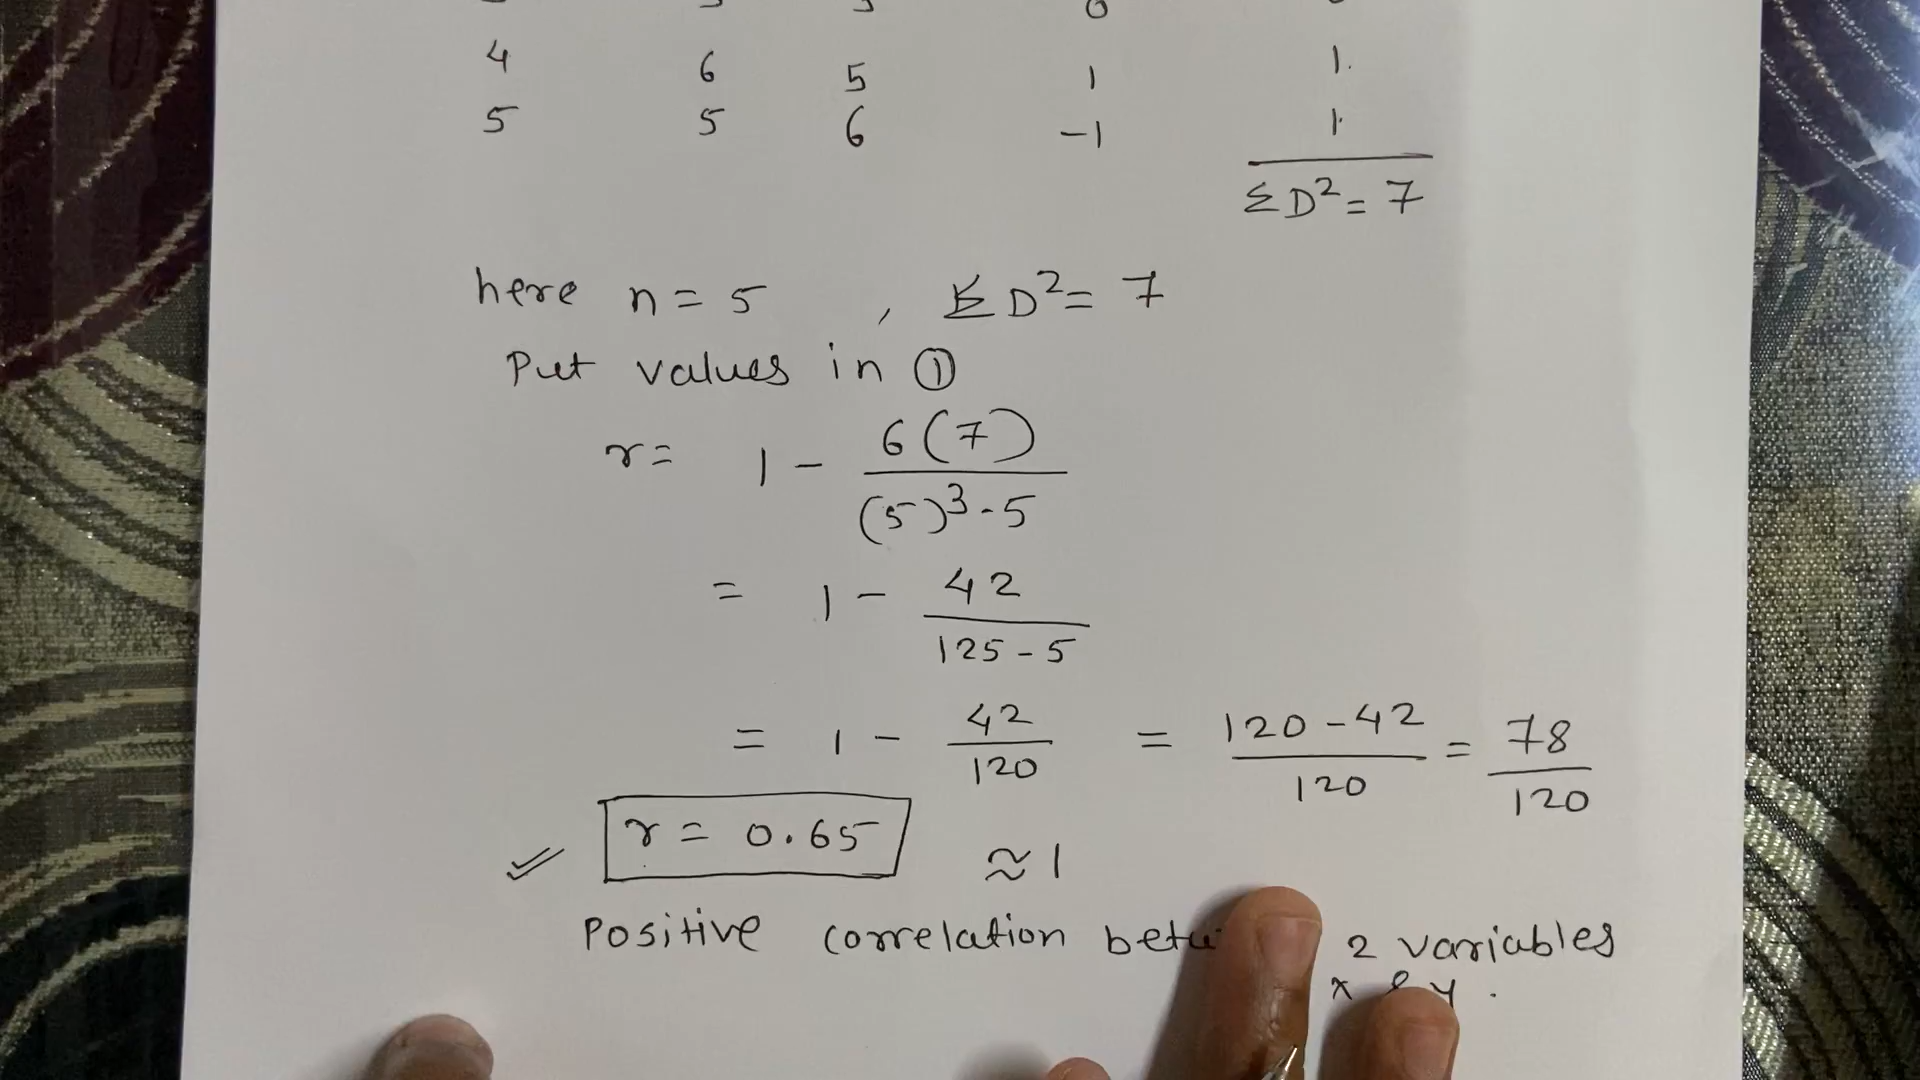 4 6 5 1 1.
5 5 6 -1 1.
ΣD² = 7
here n = 5 , ΣD² = 7
Put values in ①
r = 1 - 6(7) / (5)³ - 5
= 1 - 42 / 125 - 5
= 1 - 42 / 120 = 120 - 42 / 120 = 78 / 120
r = 0.65 ≈ 1
Positive correlation 2 variables
x & y .